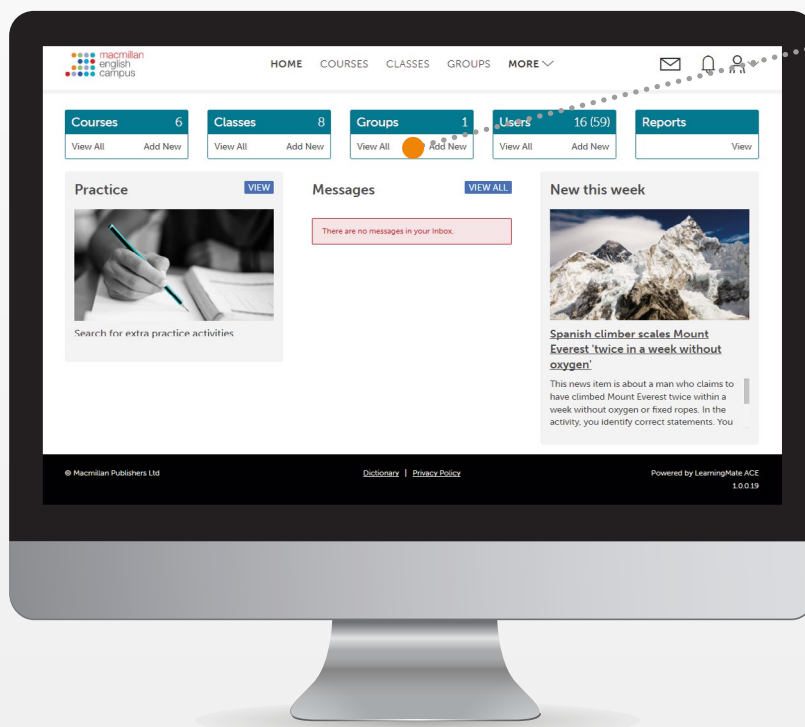 macmillan
english
campus
HOME COURSES CLASSES GROUPS MORE
Courses 6
View All Add New
Classes 8
View All Add New
Groups 1
View All Add New
Users 16 (59)
View All Add New
Reports
View
Practice VIEW
Search for extra practice activities
Messages VIEW ALL
There are no messages in your Inbox.
New this week
Spanish climber scales Mount
Everest 'twice in a week without
oxygen'
This news item is about a man who claims to
have climbed Mount Everest twice within a
week without oxygen or fixed ropes. In the
activity, you identify correct statements. You
© Macmillan Publishers Ltd
Dictionary | Privacy Policy
Powered by LearningMate ACE
1.0.0.19